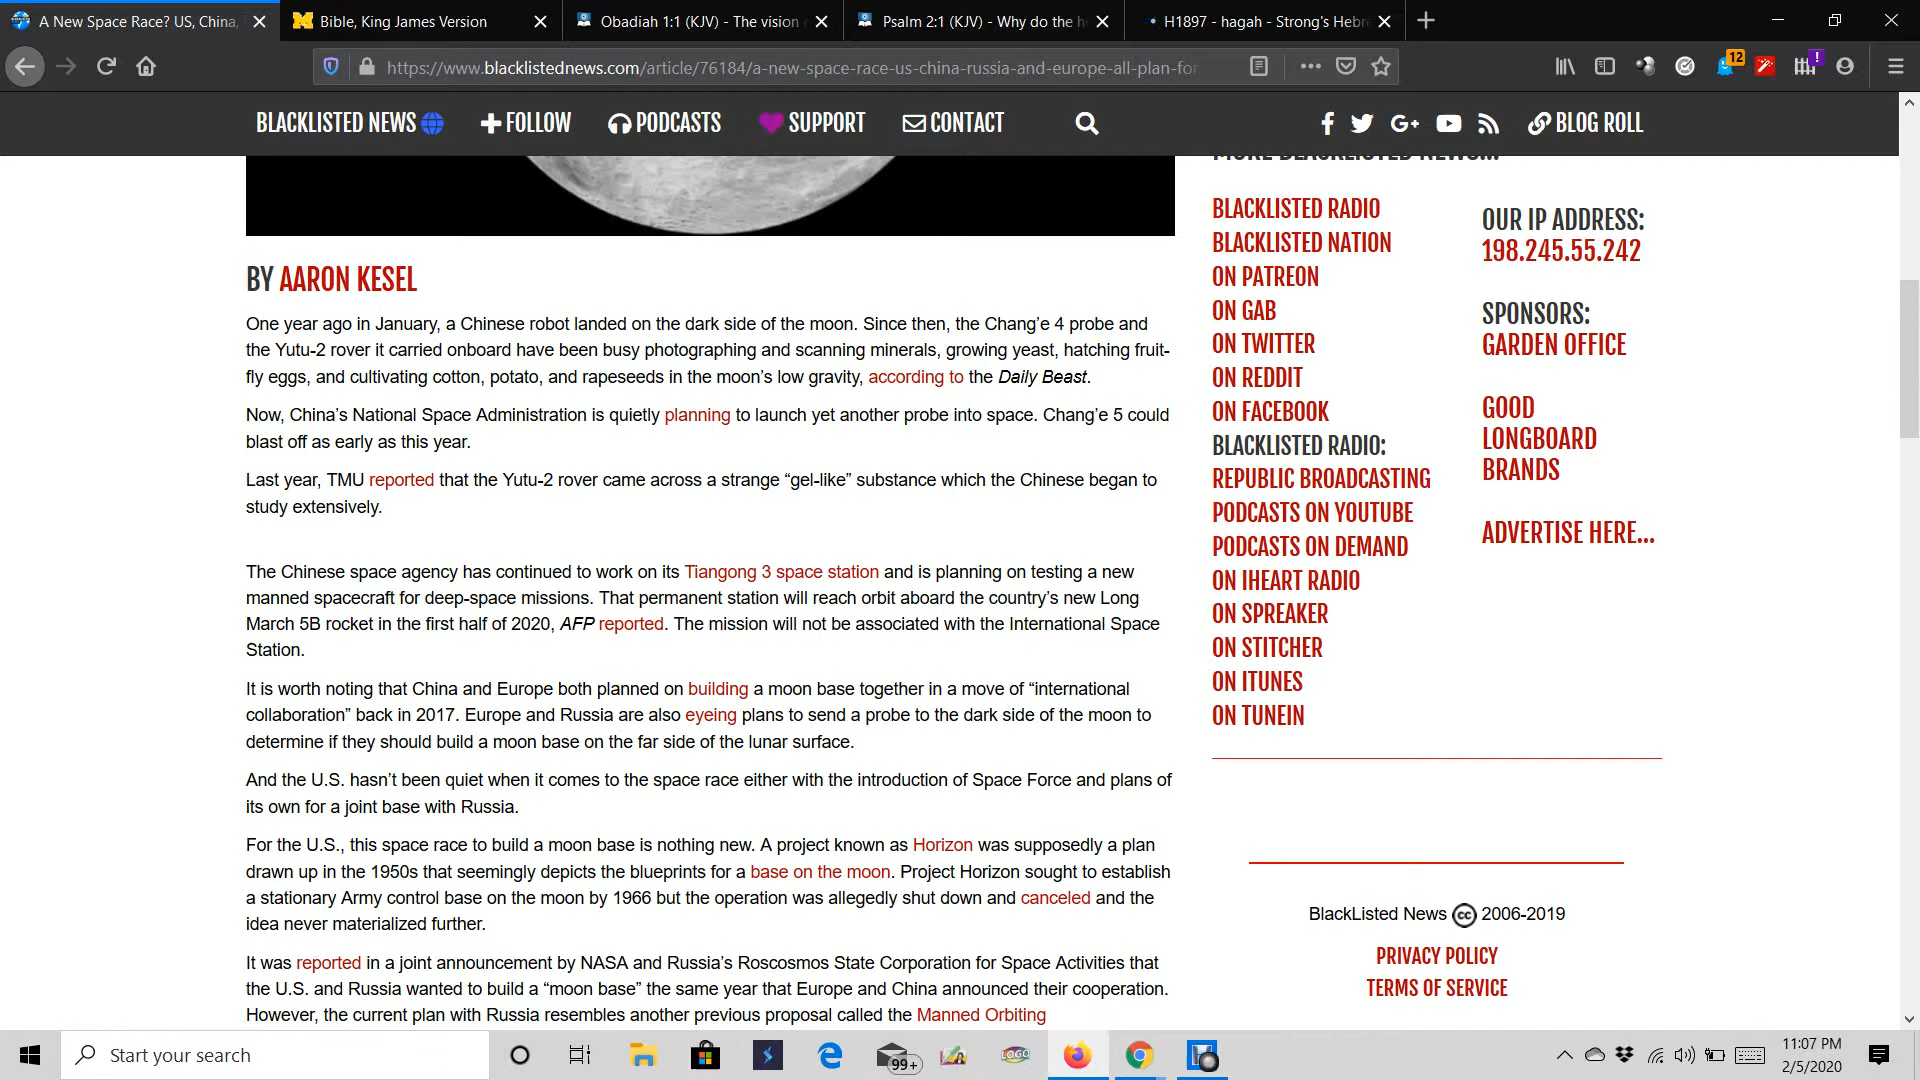 A New Space Race? US, China,
Bible, King James Version
Obadiah 1:1 (KJV) - The vision
Psalm 2:1 (KJV) - Why do the he
H1897 - hagah - Strong's Hebre
https://www.blacklistednews.com/article/76184/a-new-space-race-us-china-russia-and-europe-all-plan-for
12
BLACKLISTED NEWS FOLLOW PODCASTS SUPPORT CONTACT BLOG ROLL
MORE BLACKLISTED NEWS...
BY AARON KESEL
One year ago in January, a Chinese robot landed on the dark side of the moon. Since then, the Chang’e 4 probe and
the Yutu-2 rover it carried onboard have been busy photographing and scanning minerals, growing yeast, hatching fruit-
fly eggs, and cultivating cotton, potato, and rapeseeds in the moon’s low gravity, according to the Daily Beast.
Now, China’s National Space Administration is quietly planning to launch yet another probe into space. Chang’e 5 could
blast off as early as this year.
Last year, TMU reported that the Yutu-2 rover came across a strange “gel-like” substance which the Chinese began to
study extensively.
The Chinese space agency has continued to work on its Tiangong 3 space station and is planning on testing a new
manned spacecraft for deep-space missions. That permanent station will reach orbit aboard the country’s new Long
March 5B rocket in the first half of 2020, AFP reported. The mission will not be associated with the International Space
Station.
It is worth noting that China and Europe both planned on building a moon base together in a move of “international
collaboration” back in 2017. Europe and Russia are also eyeing plans to send a probe to the dark side of the moon to
determine if they should build a moon base on the far side of the lunar surface.
And the U.S. hasn’t been quiet when it comes to the space race either with the introduction of Space Force and plans of
its own for a joint base with Russia.
For the U.S., this space race to build a moon base is nothing new. A project known as Horizon was supposedly a plan
drawn up in the 1950s that seemingly depicts the blueprints for a base on the moon. Project Horizon sought to establish
a stationary Army control base on the moon by 1966 but the operation was allegedly shut down and canceled and the
idea never materialized further.
It was reported in a joint announcement by NASA and Russia’s Roscosmos State Corporation for Space Activities that
the U.S. and Russia wanted to build a “moon base” the same year that Europe and China announced their cooperation.
However, the current plan with Russia resembles another previous proposal called the Manned Orbiting
BLACKLISTED RADIO
BLACKLISTED NATION
ON PATREON
ON GAB
ON TWITTER
ON REDDIT
ON FACEBOOK
BLACKLISTED RADIO:
REPUBLIC BROADCASTING
PODCASTS ON YOUTUBE
PODCASTS ON DEMAND
ON IHEART RADIO
ON SPREAKER
ON STITCHER
ON ITUNES
ON TUNEIN
OUR IP ADDRESS:
198.245.55.242
SPONSORS:
GARDEN OFFICE
GOOD
LONGBOARD
BRANDS
ADVERTISE HERE...
BlackListed News cc 2006-2019
PRIVACY POLICY
TERMS OF SERVICE
Start your search
99+
LOGO
11:07 PM
2/5/2020